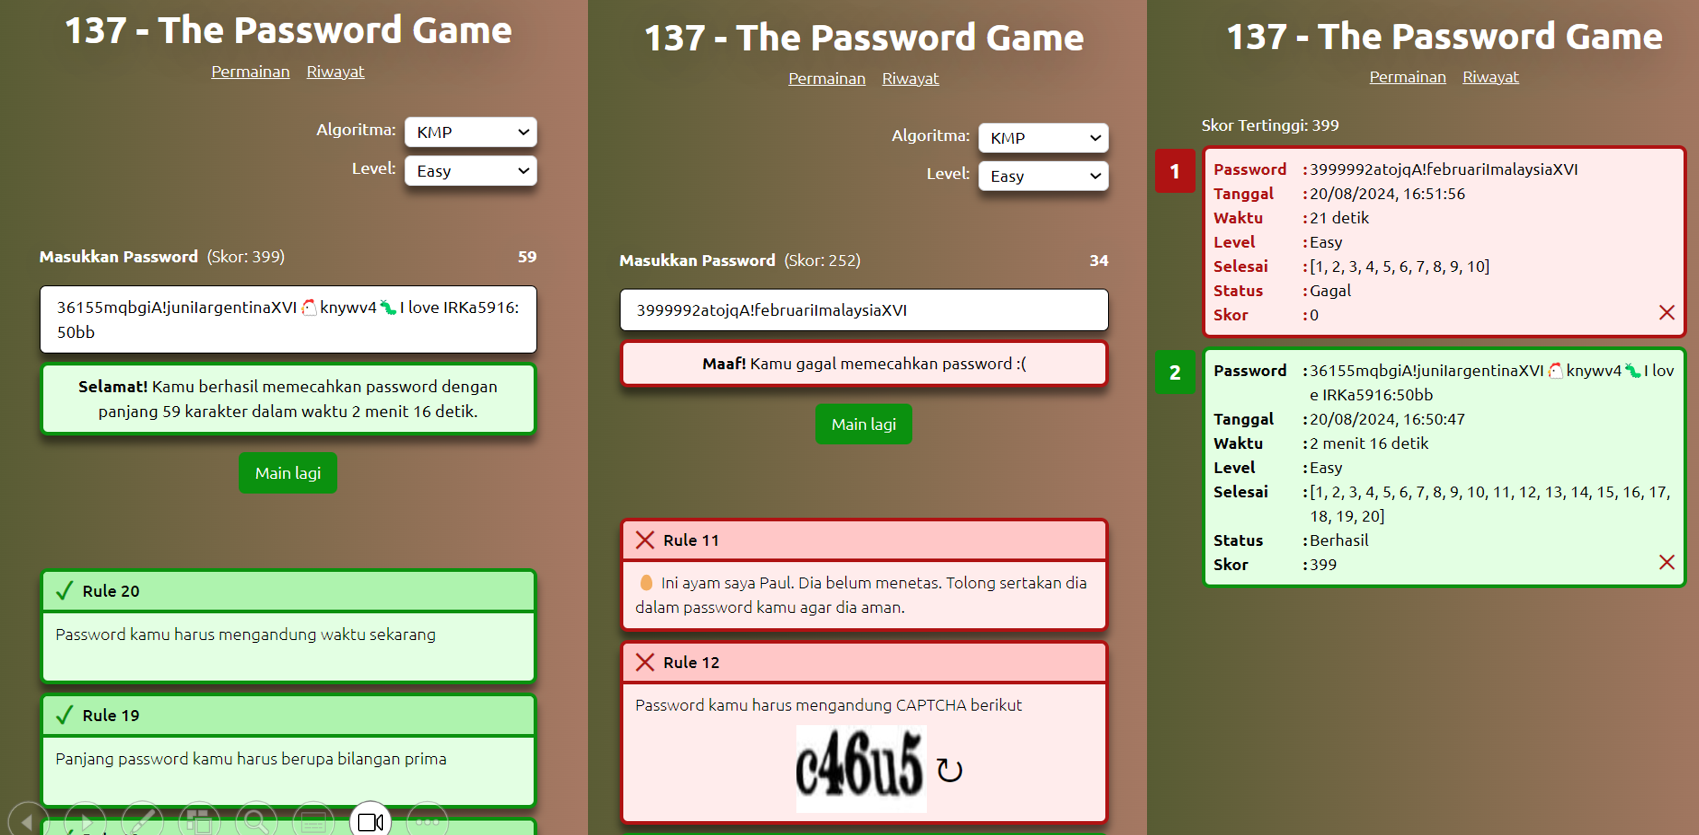 137 - The Password Game
Permainan Riwayat
Algoritma: KMP
Level: Easy
Masukkan Password (Skor: 399) 59
36155mqbgiA!juniIargentinaXVI🐔knywv4🐛I love IRKa5916:
50bb
Selamat! Kamu berhasil memecahkan password dengan
panjang 59 karakter dalam waktu 2 menit 16 detik.
Main lagi
✓ Rule 20
Password kamu harus mengandung waktu sekarang
✓ Rule 19
Panjang password kamu harus berupa bilangan prima
137 - The Password Game
Permainan Riwayat
Algoritma: KMP
Level: Easy
Masukkan Password (Skor: 252) 34
3999992atojqA!februariImalaysiaXVI
Maaf! Kamu gagal memecahkan password :(
Main lagi
Rule 11
🥚 Ini ayam saya Paul. Dia belum menetas. Tolong sertakan dia
dalam password kamu agar dia aman.
Rule 12
Password kamu harus mengandung CAPTCHA berikut
c46u5
137 - The Password Game
Permainan Riwayat
Skor Tertinggi: 399
1
Password : 3999992atojqA!februariImalaysiaXVI
Tanggal : 20/08/2024, 16:51:56
Waktu : 21 detik
Level : Easy
Selesai : [1, 2, 3, 4, 5, 6, 7, 8, 9, 10]
Status : Gagal
Skor : 0
2
Password : 36155mqbgiA!juniIargentinaXVI🐔knywv4🐛I lov
e IRKa5916:50bb
Tanggal : 20/08/2024, 16:50:47
Waktu : 2 menit 16 detik
Level : Easy
Selesai : [1, 2, 3, 4, 5, 6, 7, 8, 9, 10, 11, 12, 13, 14, 15, 16, 17,
18, 19, 20]
Status : Berhasil
Skor : 399